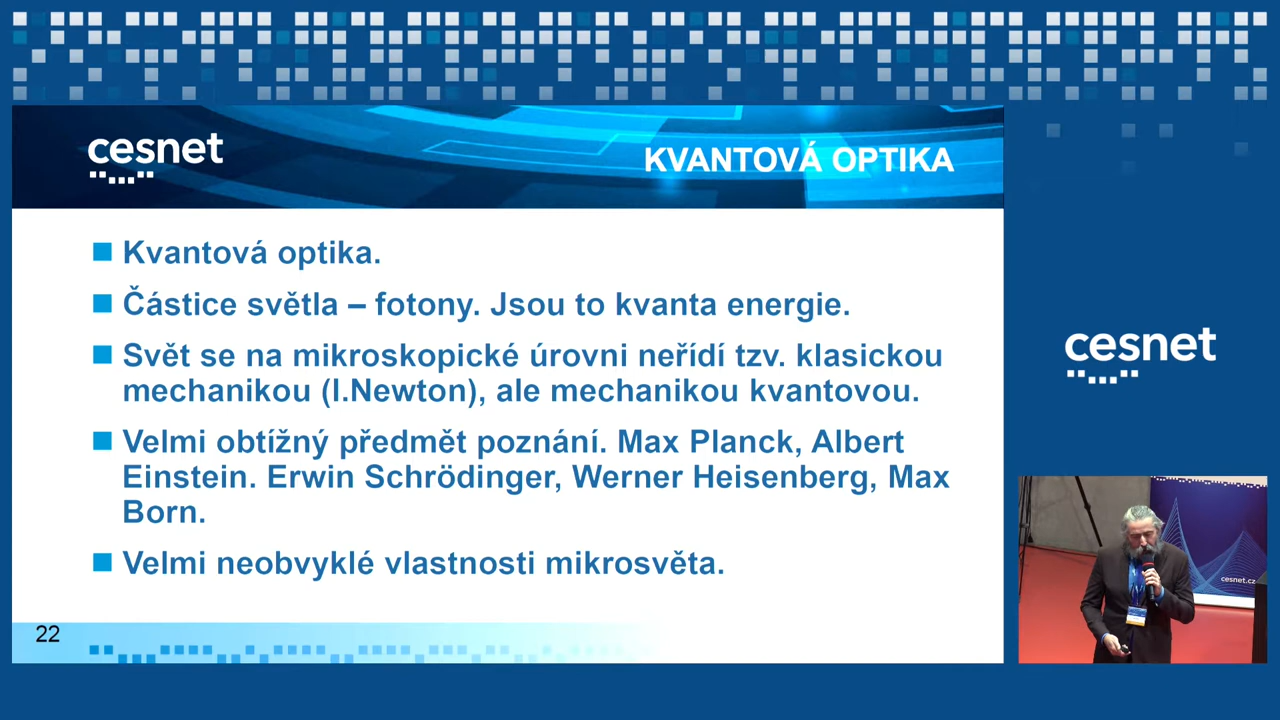 cesnet
KVANTOVÁ OPTIKA
Kvantová optika.
Částice světla – fotony. Jsou to kvanta energie.
Svět se na mikroskopické úrovni neřídí tzv. klasickou
mechanikou (I.Newton), ale mechanikou kvantovou.
Velmi obtížný předmět poznání. Max Planck, Albert
Einstein. Erwin Schrödinger, Werner Heisenberg, Max
Born.
Velmi neobvyklé vlastnosti mikrosvěta.
22
cesnet
cesnet.cz